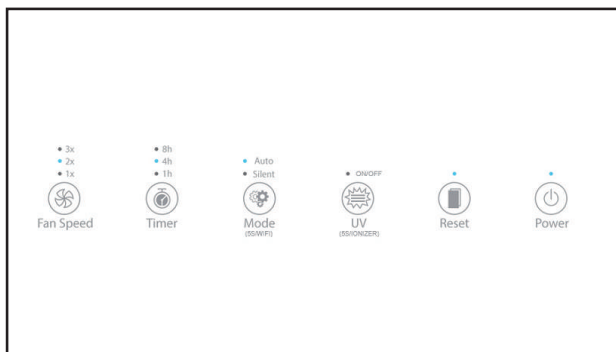 3x
2x
1x
Fan Speed
8h
4h
1h
Timer
Auto
Silent
Mode
(5S/WIFI)
ON/OFF
UV
(5S/IONIZER)
Reset
Power